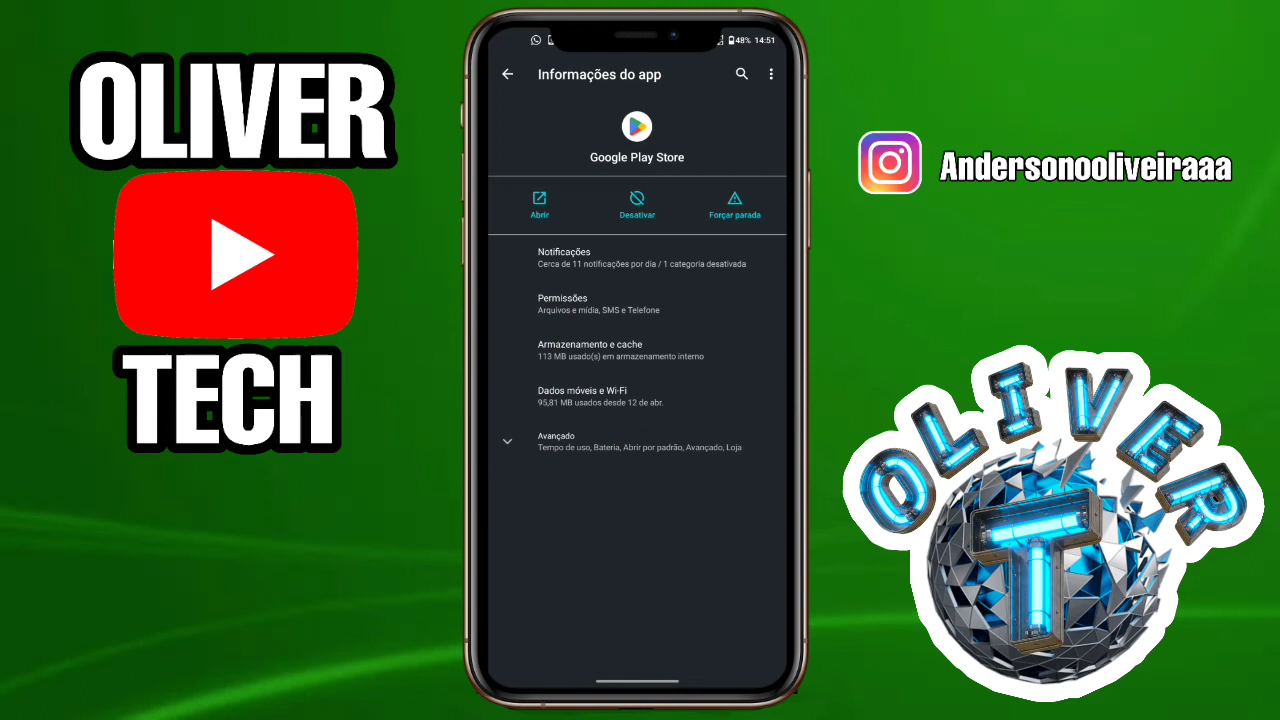 OLIVER
TECH
48% 14:51
Informações do app
Google Play Store
Abrir
Desativar
Forçar parada
Notificações
Cerca de 11 notificações por dia / 1 categoria desativada
Permissões
Arquivos e mídia, SMS e Telefone
Armazenamento e cache
113 MB usado(s) em armazenamento interno
Dados móveis e Wi-Fi
95,81 MB usados desde 12 de abr.
Avançado
Tempo de uso, Bateria, Abrir por padrão, Avançado, Loja
Andersonooliveiraaa
OLIVER
T